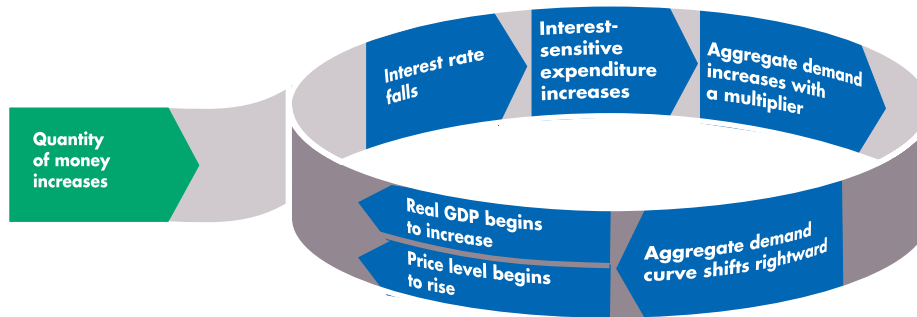 Quantity
of money
increases
Interest rate
falls
Interest-
sensitive
expenditure
increases
Aggregate demand
increases with
a multiplier
Aggregate demand
curve shifts rightward
Real GDP begins
to increase
Price level begins
to rise